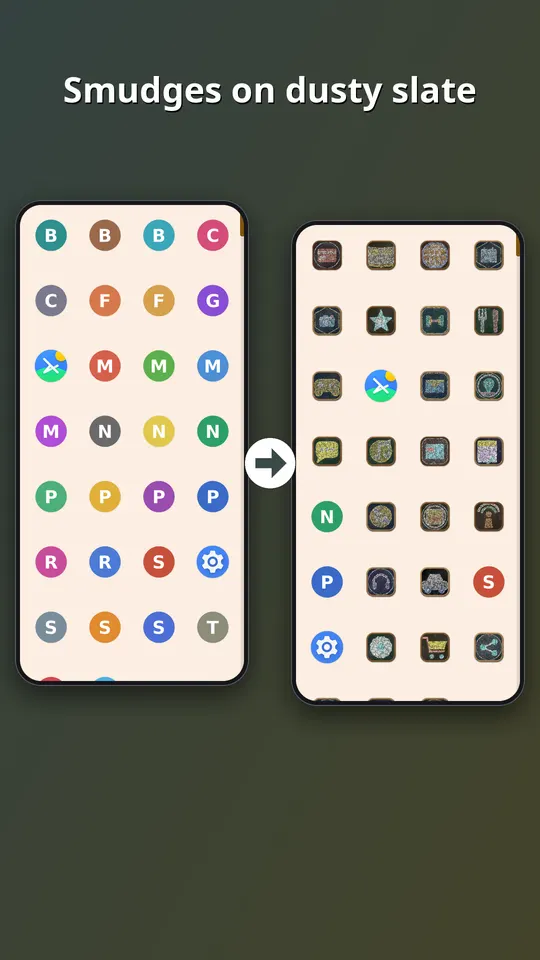 Smudges on dusty slate
B B B C
C F F G
M M M
M N N N
P P P P
R R S
S S S T
N
P S